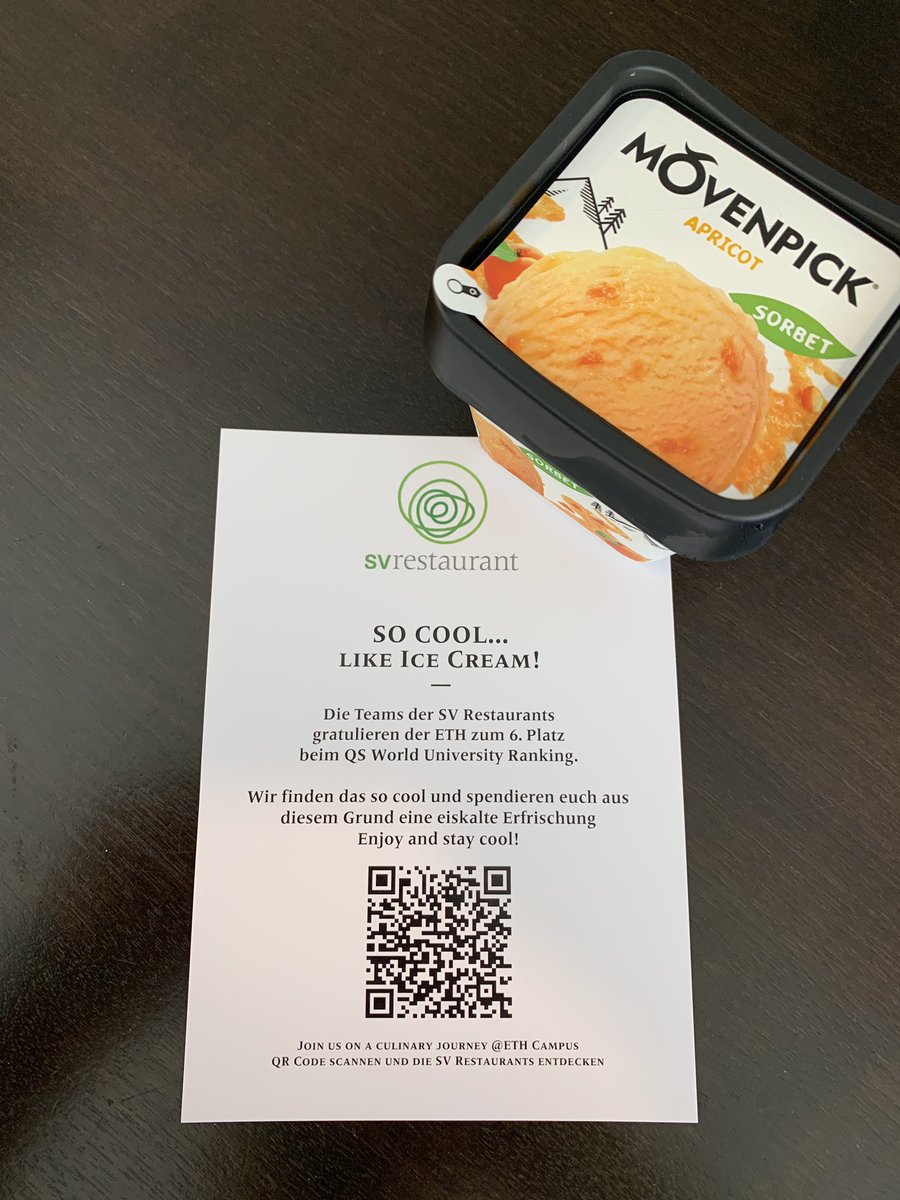 MÖVENPICK®
APRICOT
SORBET
SORBET
svrestaurant
SO COOL...
LIKE ICE CREAM!
Die Teams der SV Restaurants
gratulieren der ETH zum 6. Platz
beim QS World University Ranking.
Wir finden das so cool und spendieren euch aus
diesem Grund eine eiskalte Erfrischung
Enjoy and stay cool!
JOIN US ON A CULINARY JOURNEY @ETH CAMPUS
QR CODE SCANNEN UND DIE SV RESTAURANTS ENTDECKEN